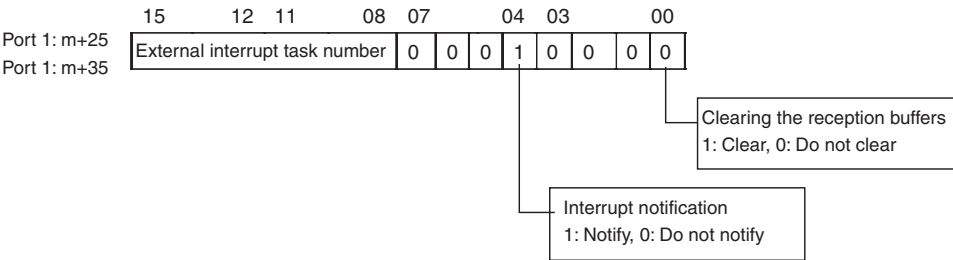 15 12 11 08 07 04 03 00
Port 1: m+25
External interrupt task number 0 0 0 1 0 0 0 0
Port 1: m+35
Clearing the reception buffers
1: Clear, 0: Do not clear
Interrupt notification
1: Notify, 0: Do not notify